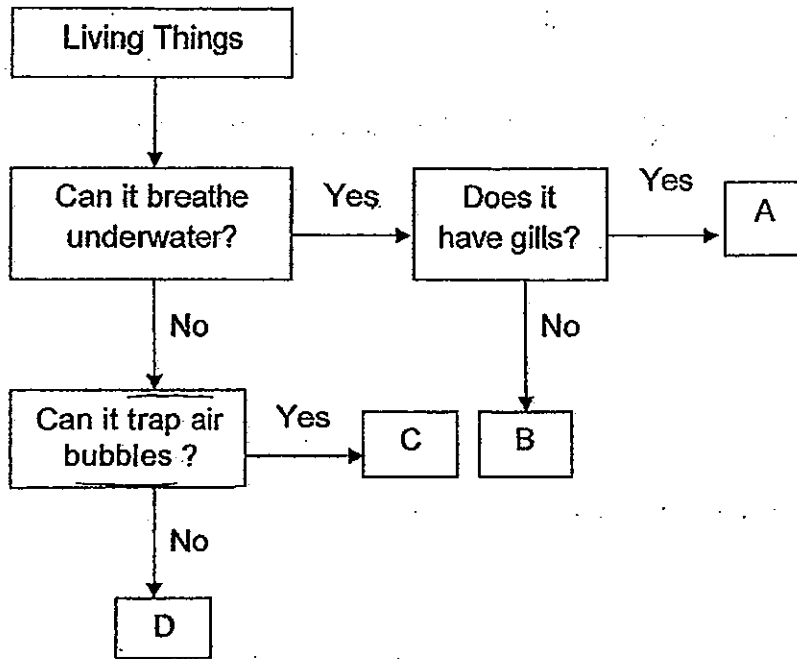 Living Things
Can it breathe
underwater?
Yes
Does it
have gills?
Yes
A
No
No
Can it trap air
bubbles ?
Yes
C
B
No
D